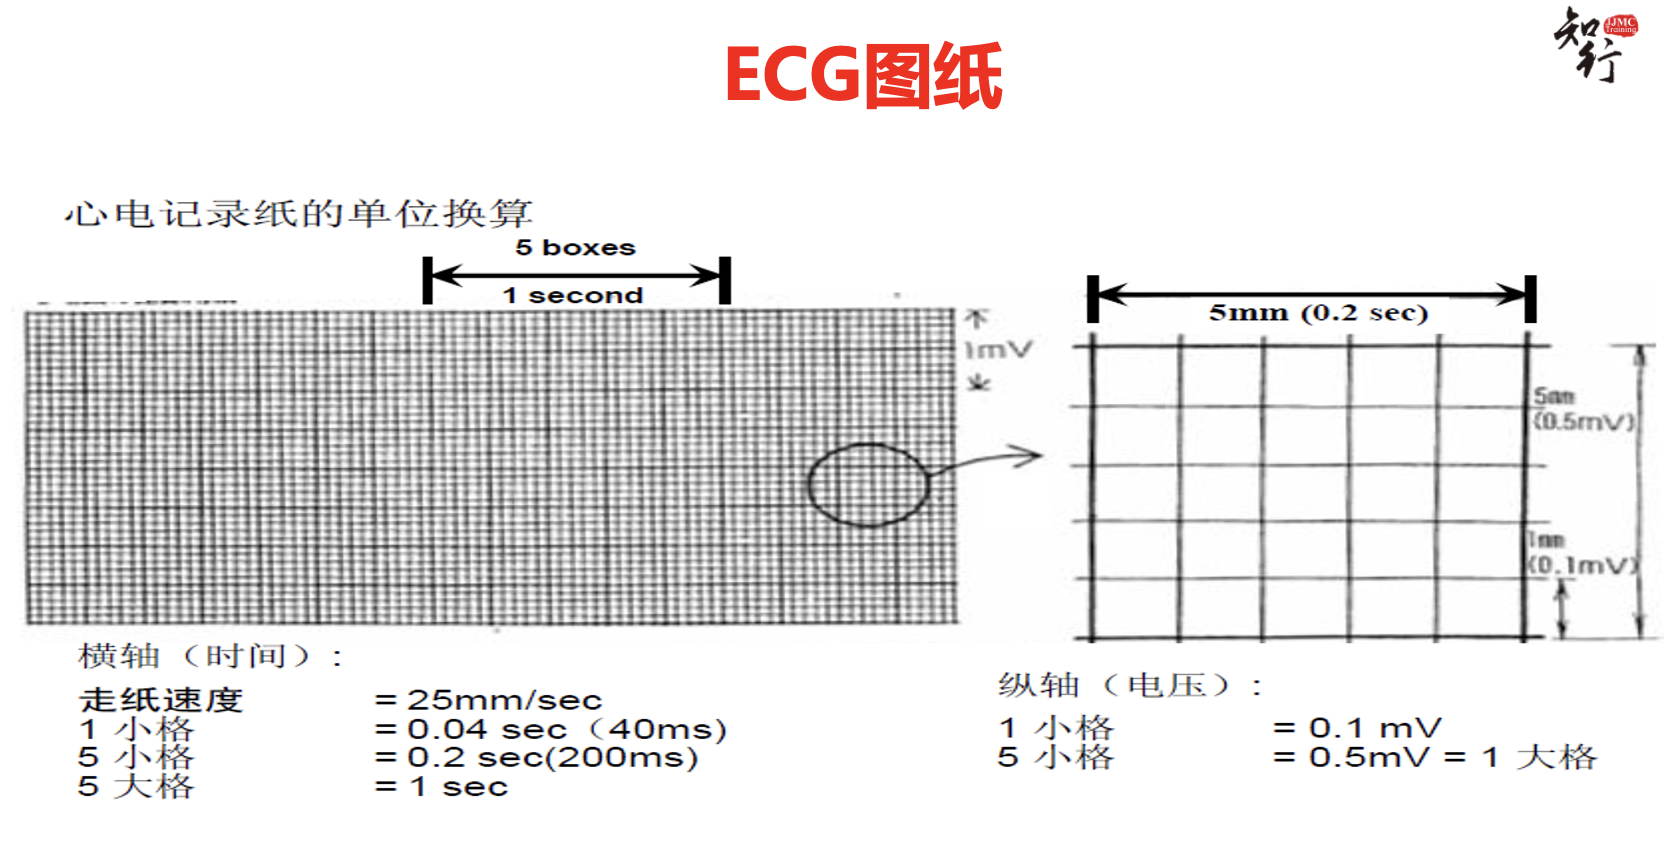 知行
JJMC
Training
ECG图纸
心电记录纸的单位换算
5 boxes
1 second
1mV
5mm (0.2 sec)
5mm
(0.5mV)
1mm
(0.1mV)
横轴（时间）:
走纸速度 = 25mm/sec
1 小格 = 0.04 sec（40ms)
5 小格 = 0.2 sec(200ms)
5 大格 = 1 sec
纵轴（电压）:
1 小格 = 0.1 mV
5 小格 = 0.5mV = 1 大格